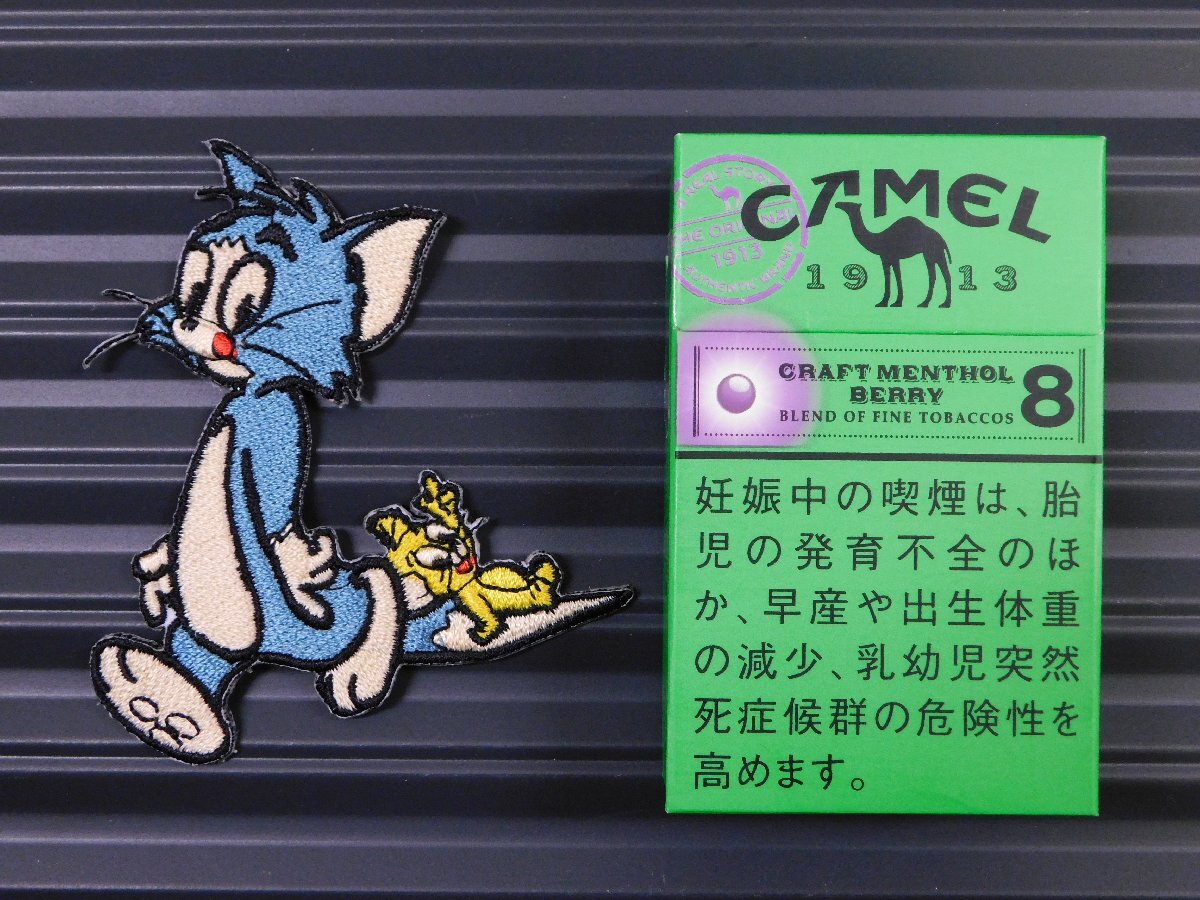 CAMEL
1913
A REAL STORY
THE ORIGINAL
1913
AUTHENTIC
CRAFT MENTHOL
BERRY
BLEND OF FINE TOBACCOS
8
妊娠中の喫煙は、胎
児の発育不全のほ
か、早産や出生体重
の減少、乳幼児突然
死症候群の危険性を
高めます。